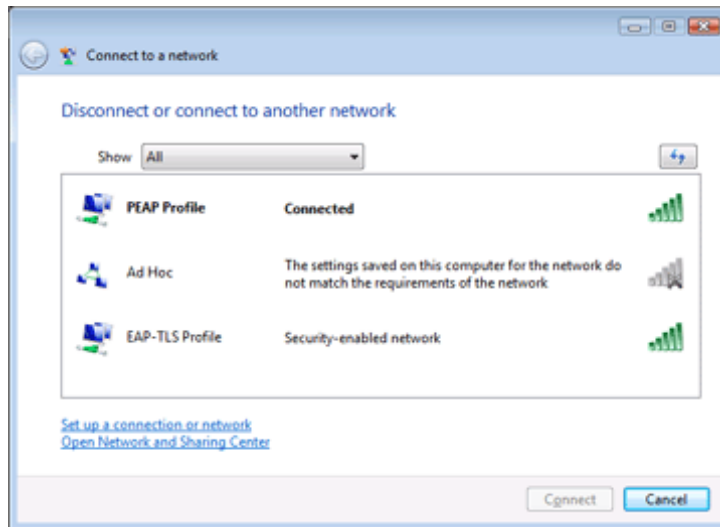 Connect to a network
Disconnect or connect to another network
Show All
PEAP Profile Connected
Ad Hoc The settings saved on this computer for the network do
not match the requirements of the network
EAP-TLS Profile Security-enabled network
Set up a connection or network
Open Network and Sharing Center
Connect Cancel